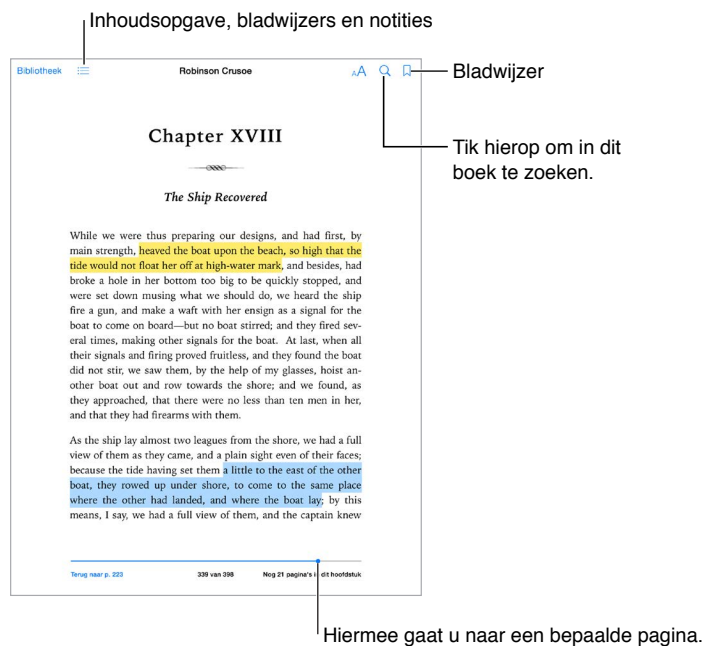 Inhoudsopgave, bladwijzers en notities
Bibliotheek
Robinson Crusoe
AA
Bladwijzer
Tik hierop om in dit
boek te zoeken.
Chapter XVIII
The Ship Recovered
While we were thus preparing our designs, and had first, by
main strength, heaved the boat upon the beach, so high that the
tide would not float her off at high-water mark, and besides, had
broke a hole in her bottom too big to be quickly stopped, and
were set down musing what we should do, we heard the ship
fire a gun, and make a waft with her ensign as a signal for the
boat to come on board—but no boat stirred; and they fired sev-
eral times, making other signals for the boat. At last, when all
their signals and firing proved fruitless, and they found the boat
did not stir, we saw them, by the help of my glasses, hoist an-
other boat out and row towards the shore; and we found, as
they approached, that there were no less than ten men in her,
and that they had firearms with them.
As the ship lay almost two leagues from the shore, we had a full
view of them as they came, and a plain sight even of their faces;
because the tide having set them a little to the east of the other
boat, they rowed up under shore, to come to the same place
where the other had landed, and where the boat lay; by this
means, I say, we had a full view of them, and the captain knew
Terug naar p. 223
339 van 398
Nog 21 pagina's in dit hoofdstuk
Hiermee gaat u naar een bepaalde pagina.